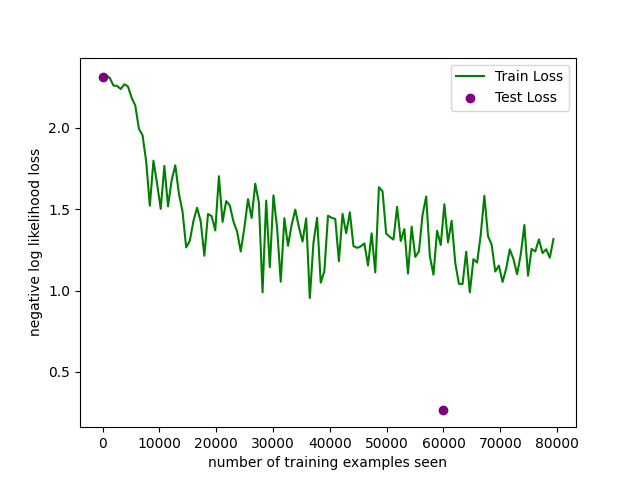 Train Loss
Test Loss
2.0
1.5
1.0
0.5
negative log likelihood loss
0 10000 20000 30000 40000 50000 60000 70000 80000
number of training examples seen